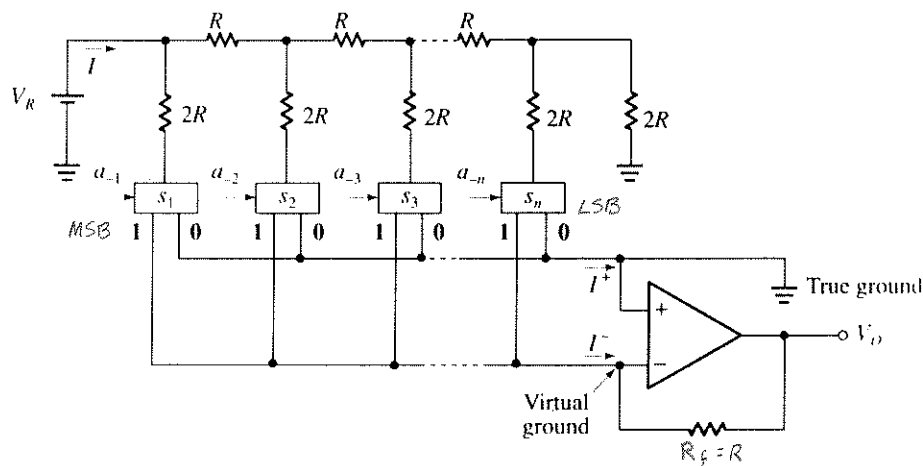 R R R
I
V_R
2R 2R 2R 2R 2R
a_{-1} a_{-2} a_{-3} a_{-n}
s_1 s_2 s_3 s_n LSB
MSB 1 0 1 0 1 0 1 0
I^+
True ground
+
V_o
I^-
−
Virtual
ground
R_f = R